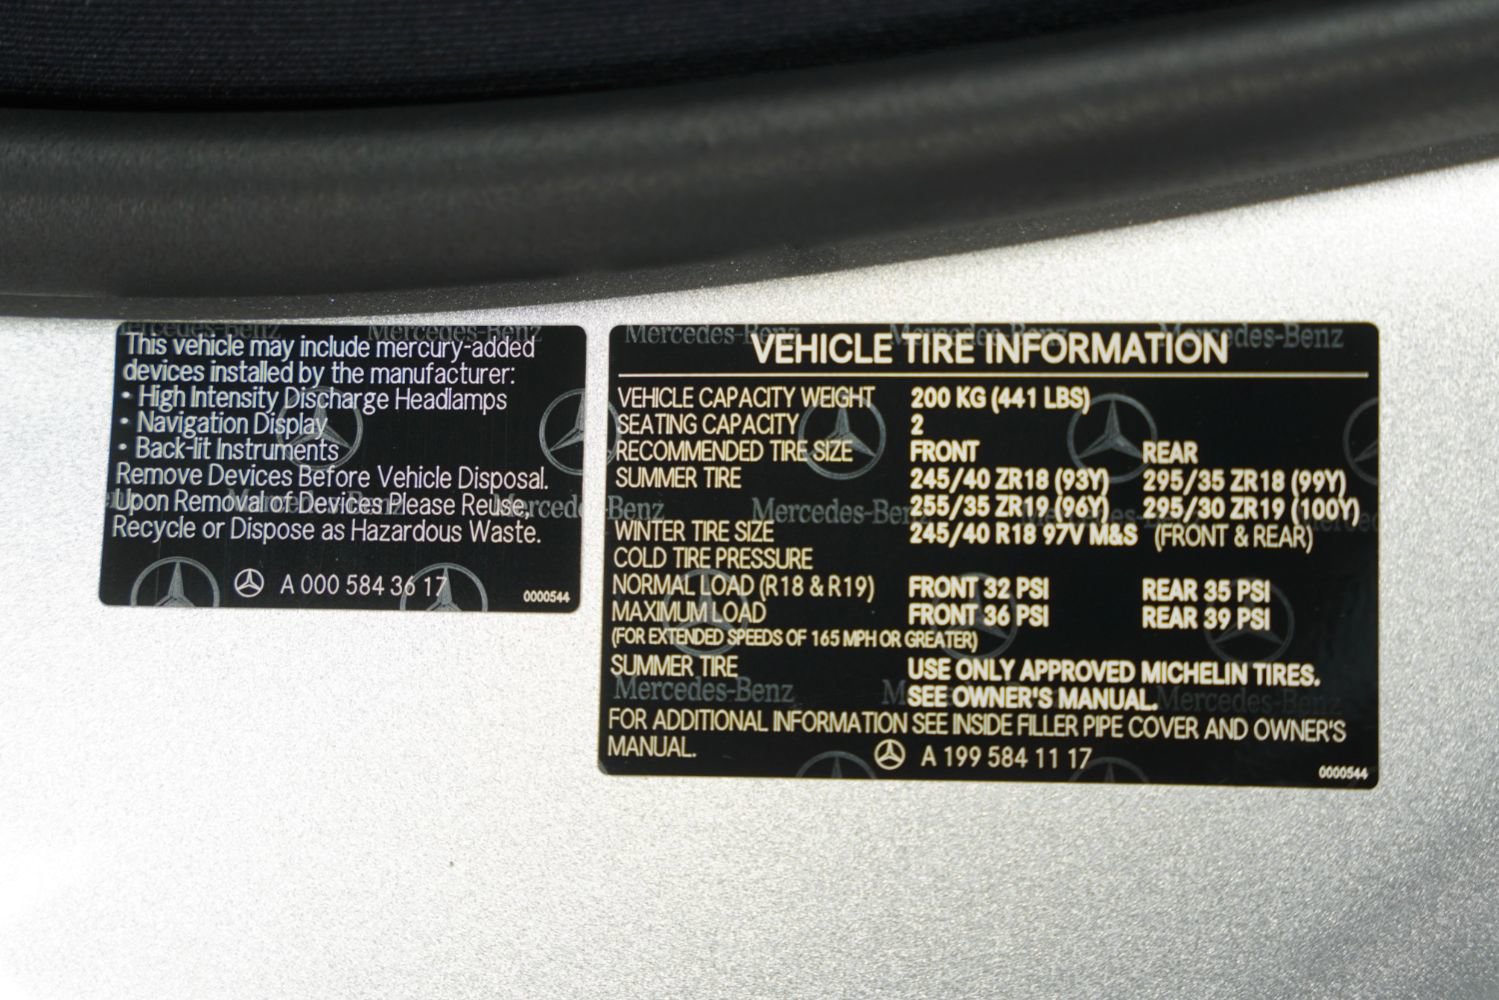 This vehicle may include mercury-added
devices installed by the manufacturer:
• High Intensity Discharge Headlamps
• Navigation Display
• Back-lit Instruments
Remove Devices Before Vehicle Disposal.
Upon Removal of Devices Please Reuse,
Recycle or Dispose as Hazardous Waste.
A 000 584 36 17
0000544
VEHICLE TIRE INFORMATION
VEHICLE CAPACITY WEIGHT 200 KG (441 LBS)
SEATING CAPACITY 2
RECOMMENDED TIRE SIZE FRONT REAR
SUMMER TIRE 245/40 ZR18 (93Y) 295/35 ZR18 (99Y)
255/35 ZR19 (96Y) 295/30 ZR19 (100Y)
WINTER TIRE SIZE 245/40 R18 97V M&S (FRONT & REAR)
COLD TIRE PRESSURE
NORMAL LOAD (R18 & R19) FRONT 32 PSI REAR 35 PSI
MAXIMUM LOAD FRONT 36 PSI REAR 39 PSI
(FOR EXTENDED SPEEDS OF 165 MPH OR GREATER)
SUMMER TIRE USE ONLY APPROVED MICHELIN TIRES.
SEE OWNER'S MANUAL.
FOR ADDITIONAL INFORMATION SEE INSIDE FILLER PIPE COVER AND OWNER'S
MANUAL. A 199 584 11 17
0000544